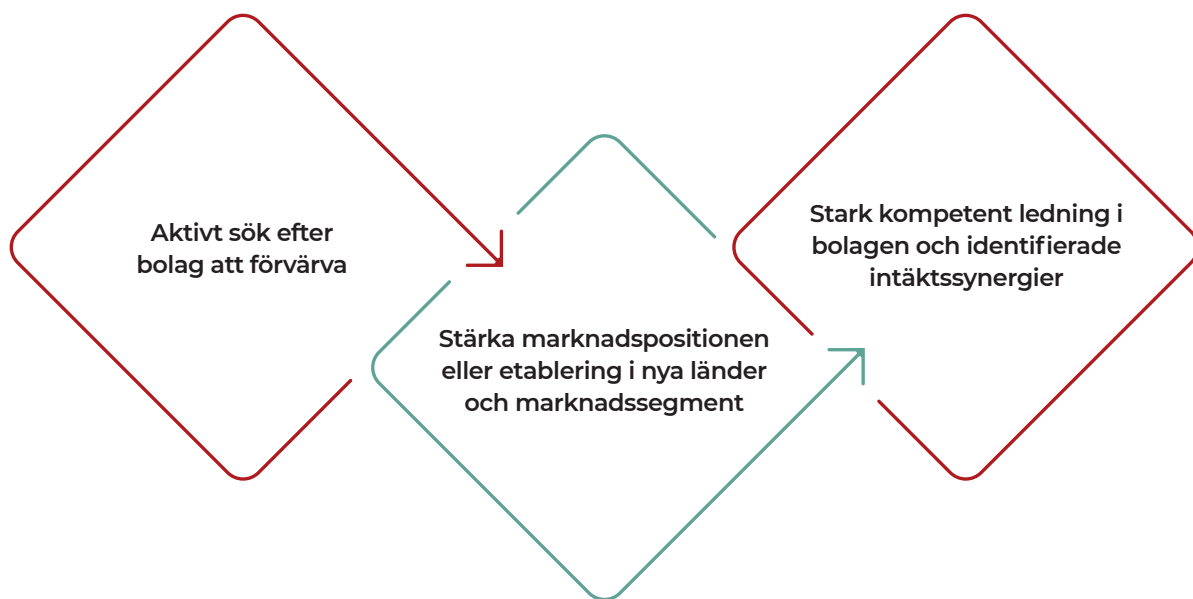 Aktivt sök efter
bolag att förvärva
Stärka marknadspositionen
eller etablering i nya länder
och marknadssegment
Stark kompetent ledning i
bolagen och identifierade
intäktssynergier